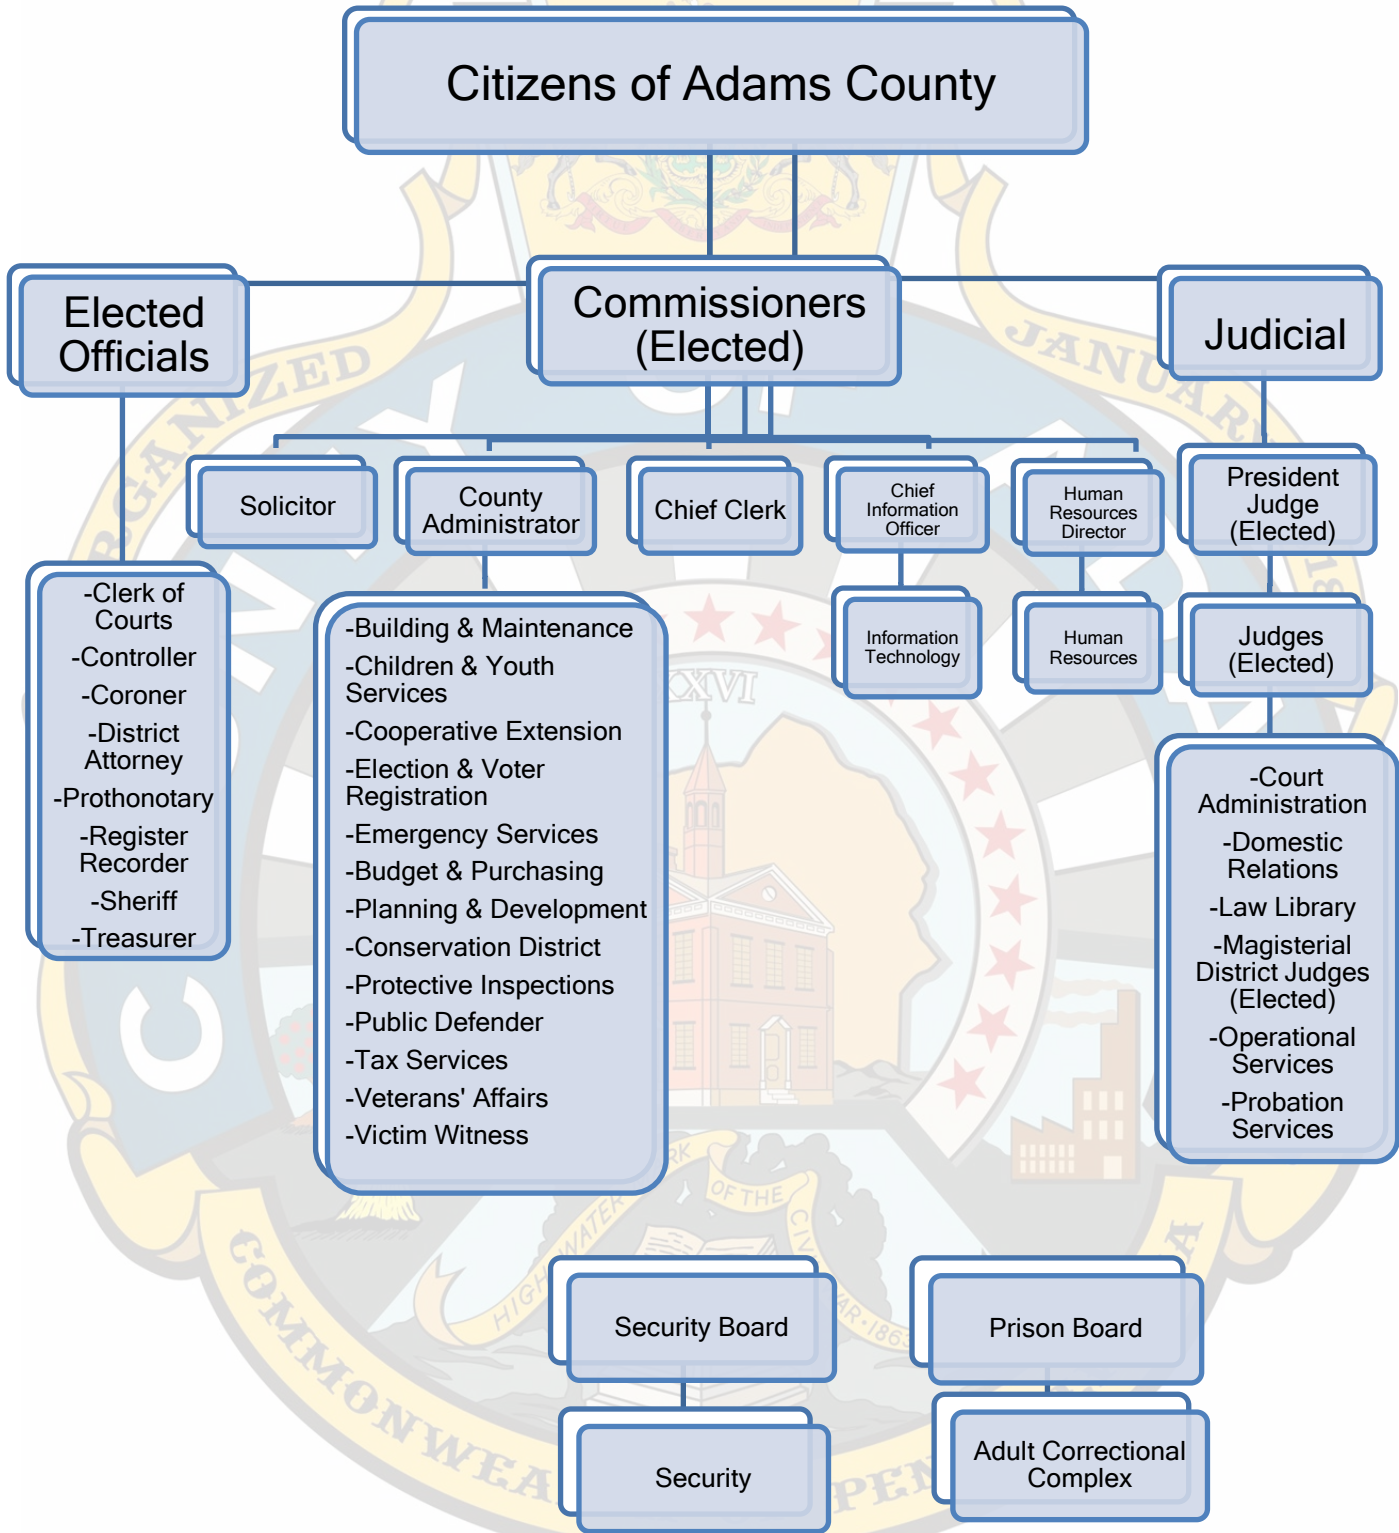 Citizens of Adams County
Elected
Officials
Commissioners
(Elected)
Judicial
Solicitor
County
Administrator
Chief Clerk
Chief
Information
Officer
Human
Resources
Director
President
Judge
(Elected)
-Clerk of
Courts
-Controller
-Coroner
-District
Attorney
-Prothonotary
-Register
Recorder
-Sheriff
-Treasurer
-Building & Maintenance
-Children & Youth
Services
-Cooperative Extension
-Election & Voter
Registration
-Emergency Services
-Budget & Purchasing
-Planning & Development
-Conservation District
-Protective Inspections
-Public Defender
-Tax Services
-Veterans' Affairs
-Victim Witness
Information
Technology
Human
Resources
Judges
(Elected)
-Court
Administration
-Domestic
Relations
-Law Library
-Magisterial
District Judges
(Elected)
-Operational
Services
-Probation
Services
Security Board
Security
Prison Board
Adult Correctional
Complex
JANUARY
OF THE